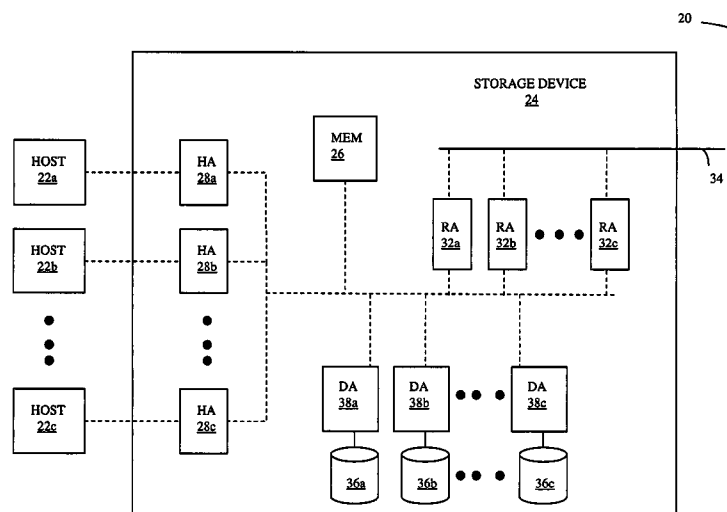 20
STORAGE DEVICE
24
HOST
22a
HA
28a
MEM
26
34
RA
32a
RA
32b
RA
32c
HOST
22b
HA
28b
HOST
22c
HA
28c
DA
38a
DA
38b
DA
38c
36a
36b
36c